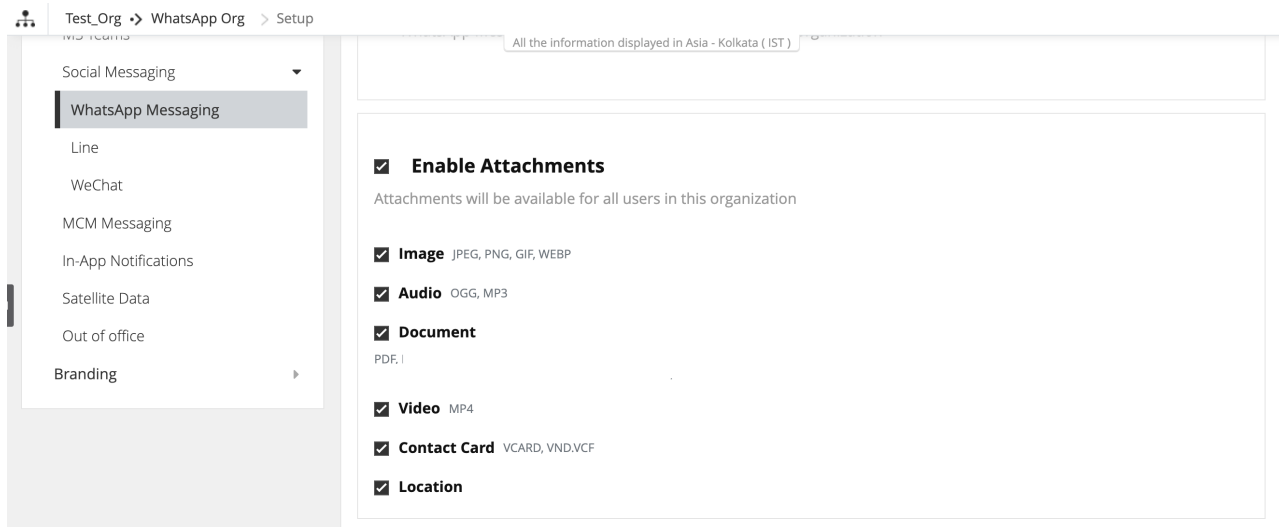 Test_Org WhatsApp Org Setup
MS Teams
All the information displayed in Asia - Kolkata ( IST )
Social Messaging
WhatsApp Messaging
Line
WeChat
MCM Messaging
In-App Notifications
Satellite Data
Out of office
Branding
Enable Attachments
Attachments will be available for all users in this organization
Image JPEG, PNG, GIF, WEBP
Audio OGG, MP3
Document
PDF,
Video MP4
Contact Card VCARD, VND.VCF
Location